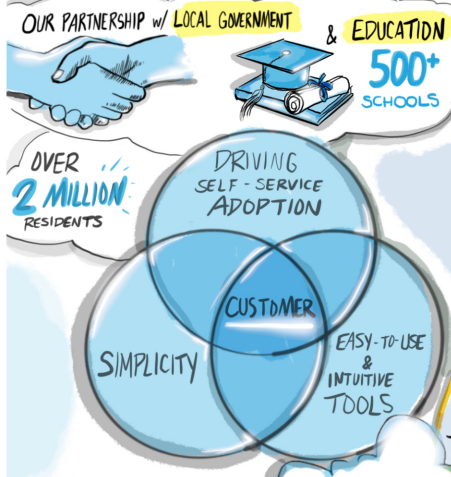 OUR PARTNERSHIP w/ LOCAL GOVERNMENT
& EDUCATION
500+
SCHOOLS
OVER
2 MILLION
RESIDENTS
DRIVING
SELF-SERVICE
ADOPTION
CUSTOMER
SIMPLICITY
EASY-TO-USE
&
INTUITIVE
TOOLS